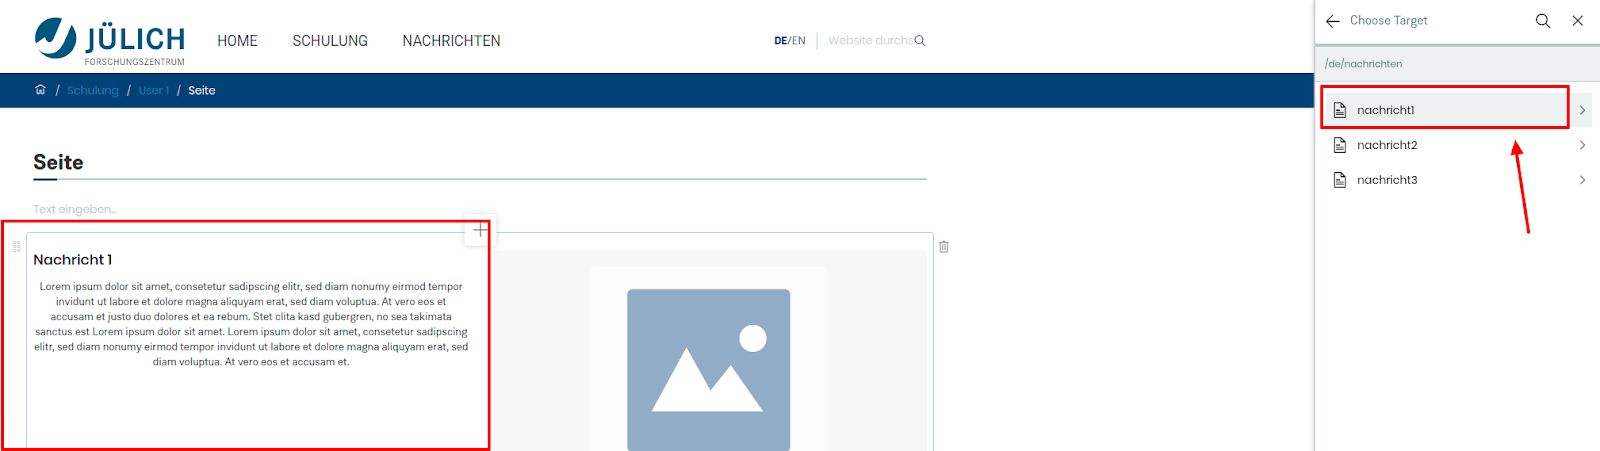 JÜLICH
FORSCHUNGSZENTRUM
HOME SCHULUNG NACHRICHTEN
DE/EN Website durchs
/ Schulung / User 1 / Seite
Seite
Text eingeben...
Nachricht 1
Lorem ipsum dolor sit amet, consetetur sadipscing elitr, sed diam nonumy eirmod tempor
invidunt ut labore et dolore magna aliquyam erat, sed diam voluptua. At vero eos et
accusam et justo duo dolores et ea rebum. Stet clita kasd gubergren, no sea takimata
sanctus est Lorem ipsum dolor sit amet. Lorem ipsum dolor sit amet, consetetur sadipscing
elitr, sed diam nonumy eirmod tempor invidunt ut labore et dolore magna aliquyam erat, sed
diam voluptua. At vero eos et accusam et.
Choose Target
/de/nachrichten
nachricht1
nachricht2
nachricht3